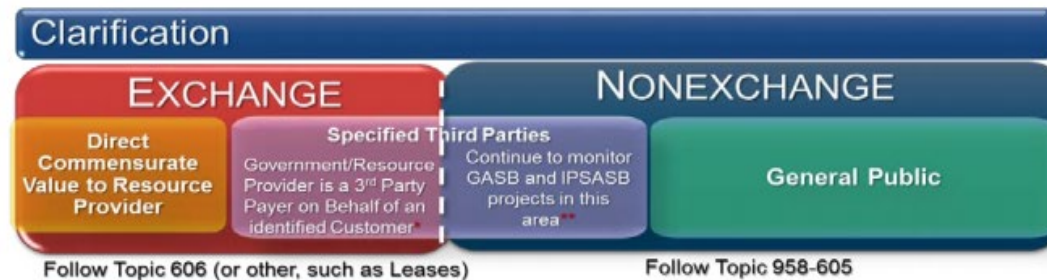 Clarification
EXCHANGE
NONEXCHANGE
Direct
Commensurate
Value to Resource
Provider
Specified Third Parties
Government/Resource
Provider is a 3rd Party
Payer on Behalf of an
identified Customer*
Continue to monitor
GASB and IPSASB
projects in this
area**
General Public
Follow Topic 606 (or other, such as Leases)
Follow Topic 958-605